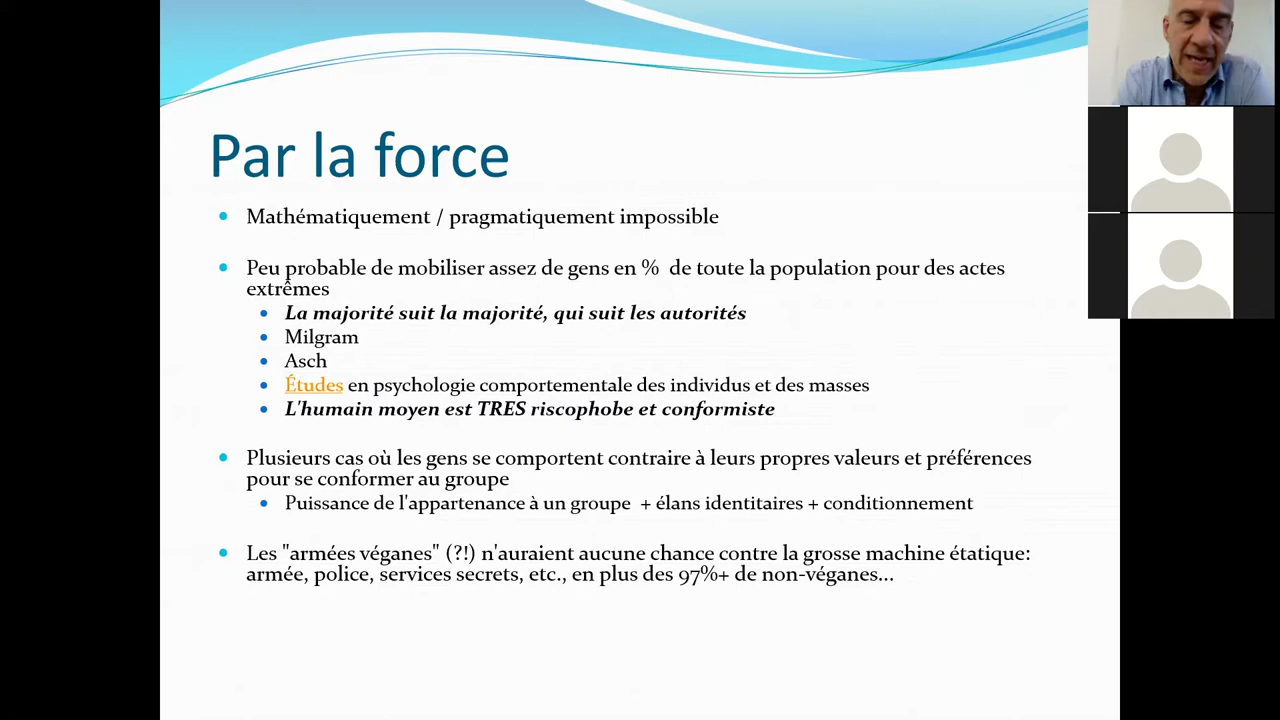 Par la force
Mathématiquement / pragmatiquement impossible
Peu probable de mobiliser assez de gens en % de toute la population pour des actes
extrêmes
La majorité suit la majorité, qui suit les autorités
Milgram
Asch
Études en psychologie comportementale des individus et des masses
L'humain moyen est TRES riscophobe et conformiste
Plusieurs cas où les gens se comportent contraire à leurs propres valeurs et préférences
pour se conformer au groupe
Puissance de l'appartenance à un groupe + élans identitaires + conditionnement
Les "armées véganes" (?!) n'auraient aucune chance contre la grosse machine étatique:
armée, police, services secrets, etc., en plus des 97%+ de non-véganes...